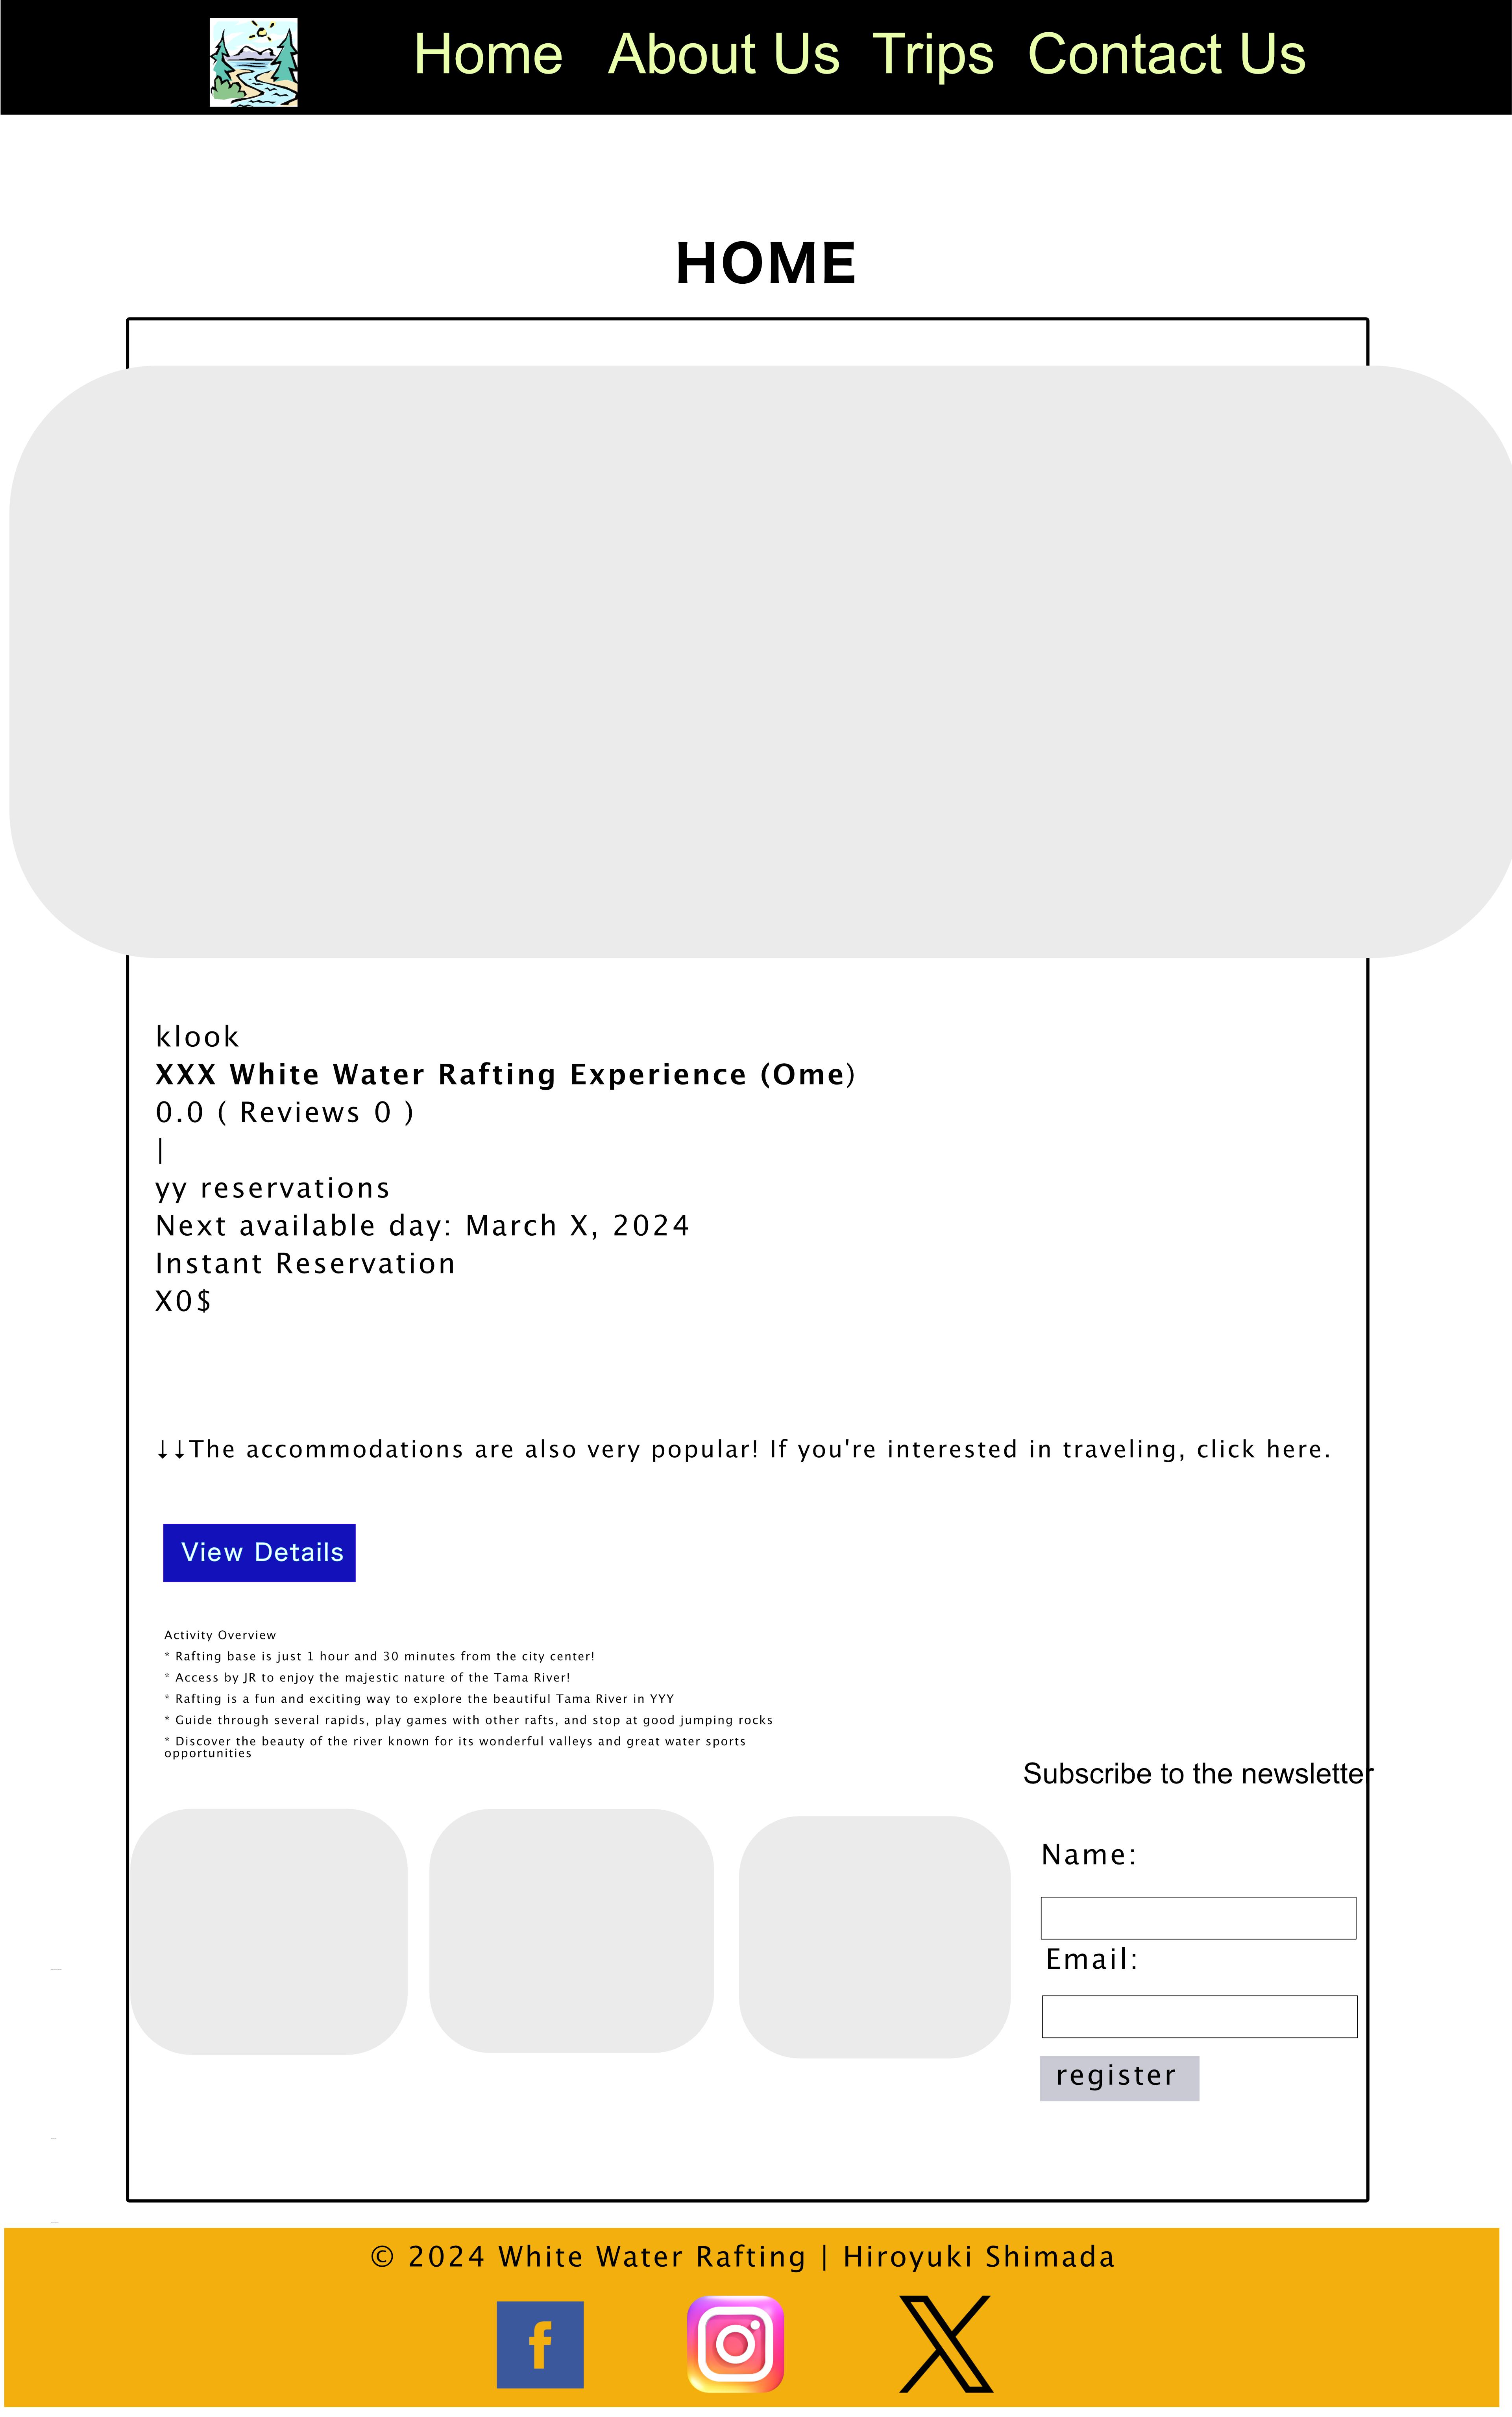 Home About Us Trips Contact Us
HOME
klook
XXX White Water Rafting Experience (Ome)
0.0 ( Reviews 0 )
|
yy reservations
Next available day: March X, 2024
Instant Reservation
X0$
↓↓The accommodations are also very popular! If you're interested in traveling, click here.
View Details
Activity Overview
* Rafting base is just 1 hour and 30 minutes from the city center!
* Access by JR to enjoy the majestic nature of the Tama River!
* Rafting is a fun and exciting way to explore the beautiful Tama River in YYY
* Guide through several rapids, play games with other rafts, and stop at good jumping rocks
* Discover the beauty of the river known for its wonderful valleys and great water sports
opportunities
Subscribe to the newsletter
Name:
Email:
register
© 2024 White Water Rafting | Hiroyuki Shimada